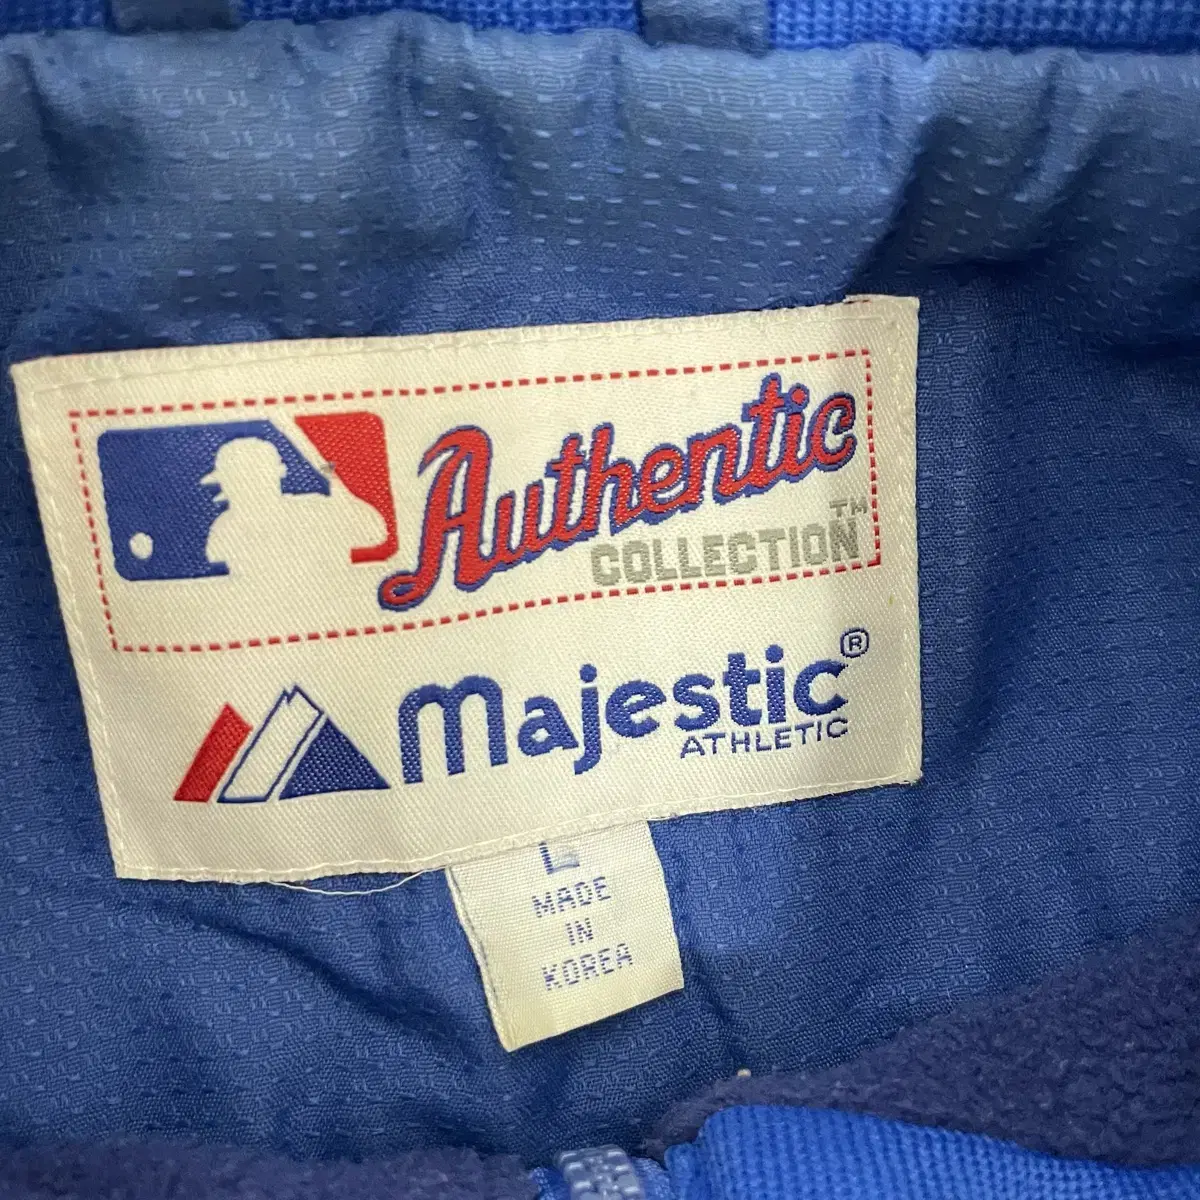 Authentic
COLLECTION™
Majestic®
ATHLETIC
L
MADE
IN
KOREA